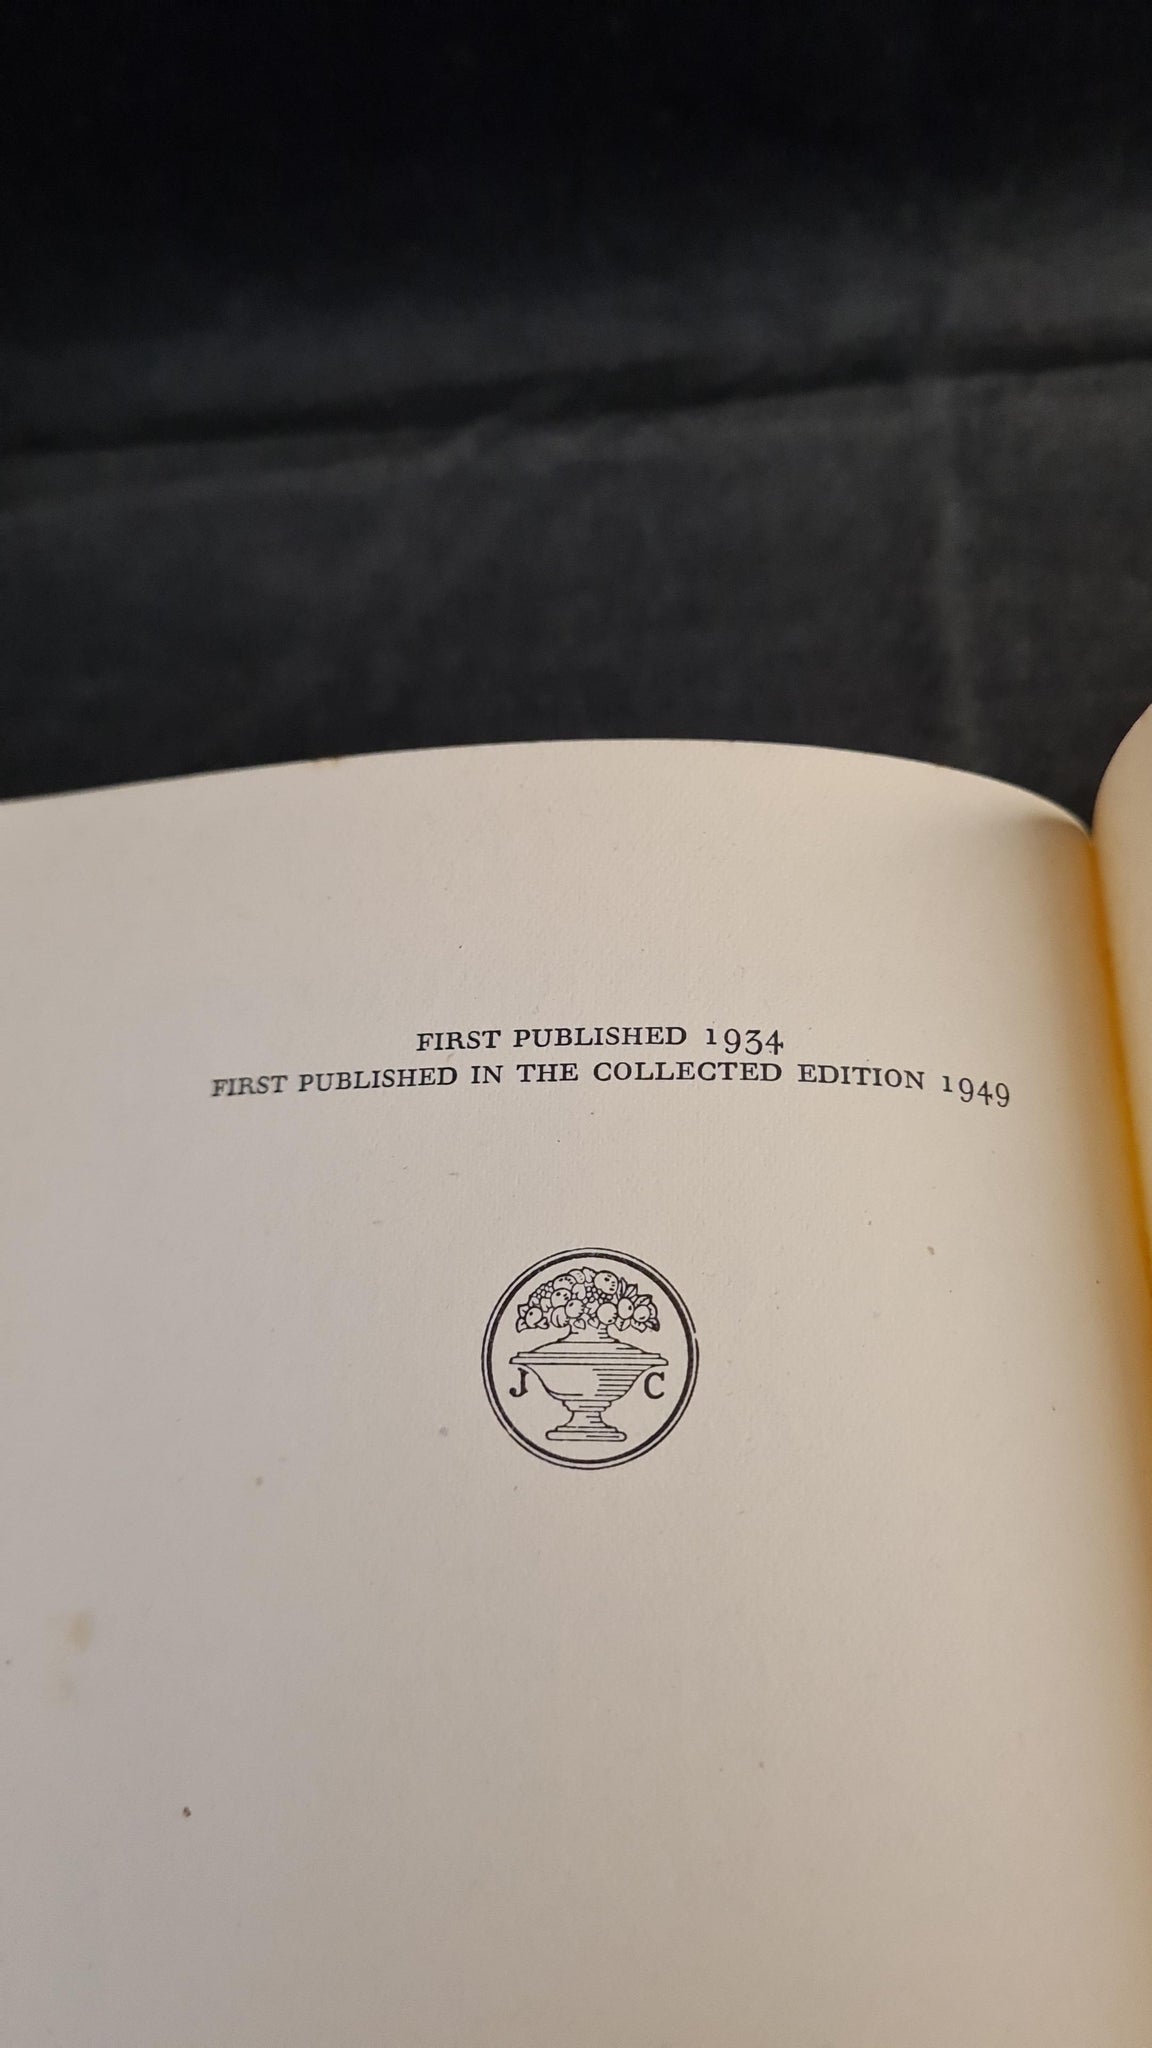 FIRST PUBLISHED 1934
FIRST PUBLISHED IN THE COLLECTED EDITION 1949
J C